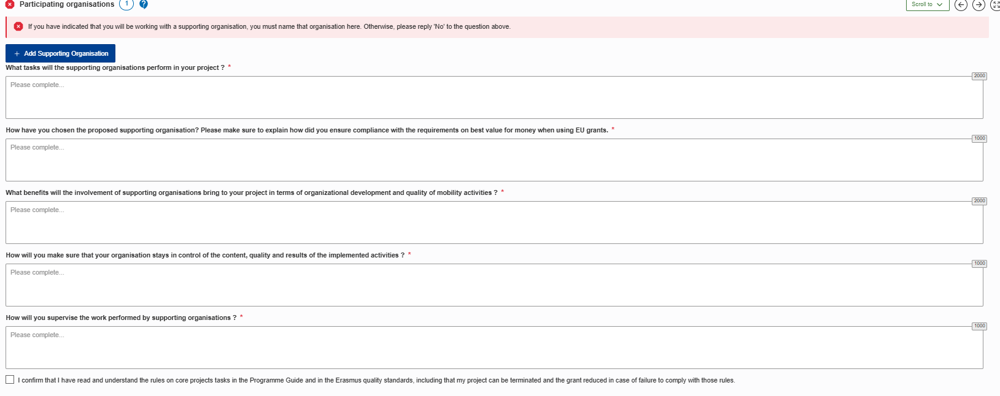 Participating organisations 1 ?
Scroll to
If you have indicated that you will be working with a supporting organisation, you must name that organisation here. Otherwise, please reply 'No' to the question above.
+ Add Supporting Organisation
What tasks will the supporting organisations perform in your project ? *
2000
Please complete...
How have you chosen the proposed supporting organisation? Please make sure to explain how did you ensure compliance with the requirements on best value for money when using EU grants. *
1000
Please complete...
What benefits will the involvement of supporting organisations bring to your project in terms of organizational development and quality of mobility activities ? *
2000
Please complete...
How will you make sure that your organisation stays in control of the content, quality and results of the implemented activities ? *
1000
Please complete...
How will you supervise the work performed by supporting organisations ? *
1000
Please complete...
I confirm that I have read and understand the rules on core projects tasks in the Programme Guide and in the Erasmus quality standards, including that my project can be terminated and the grant reduced in case of failure to comply with those rules.